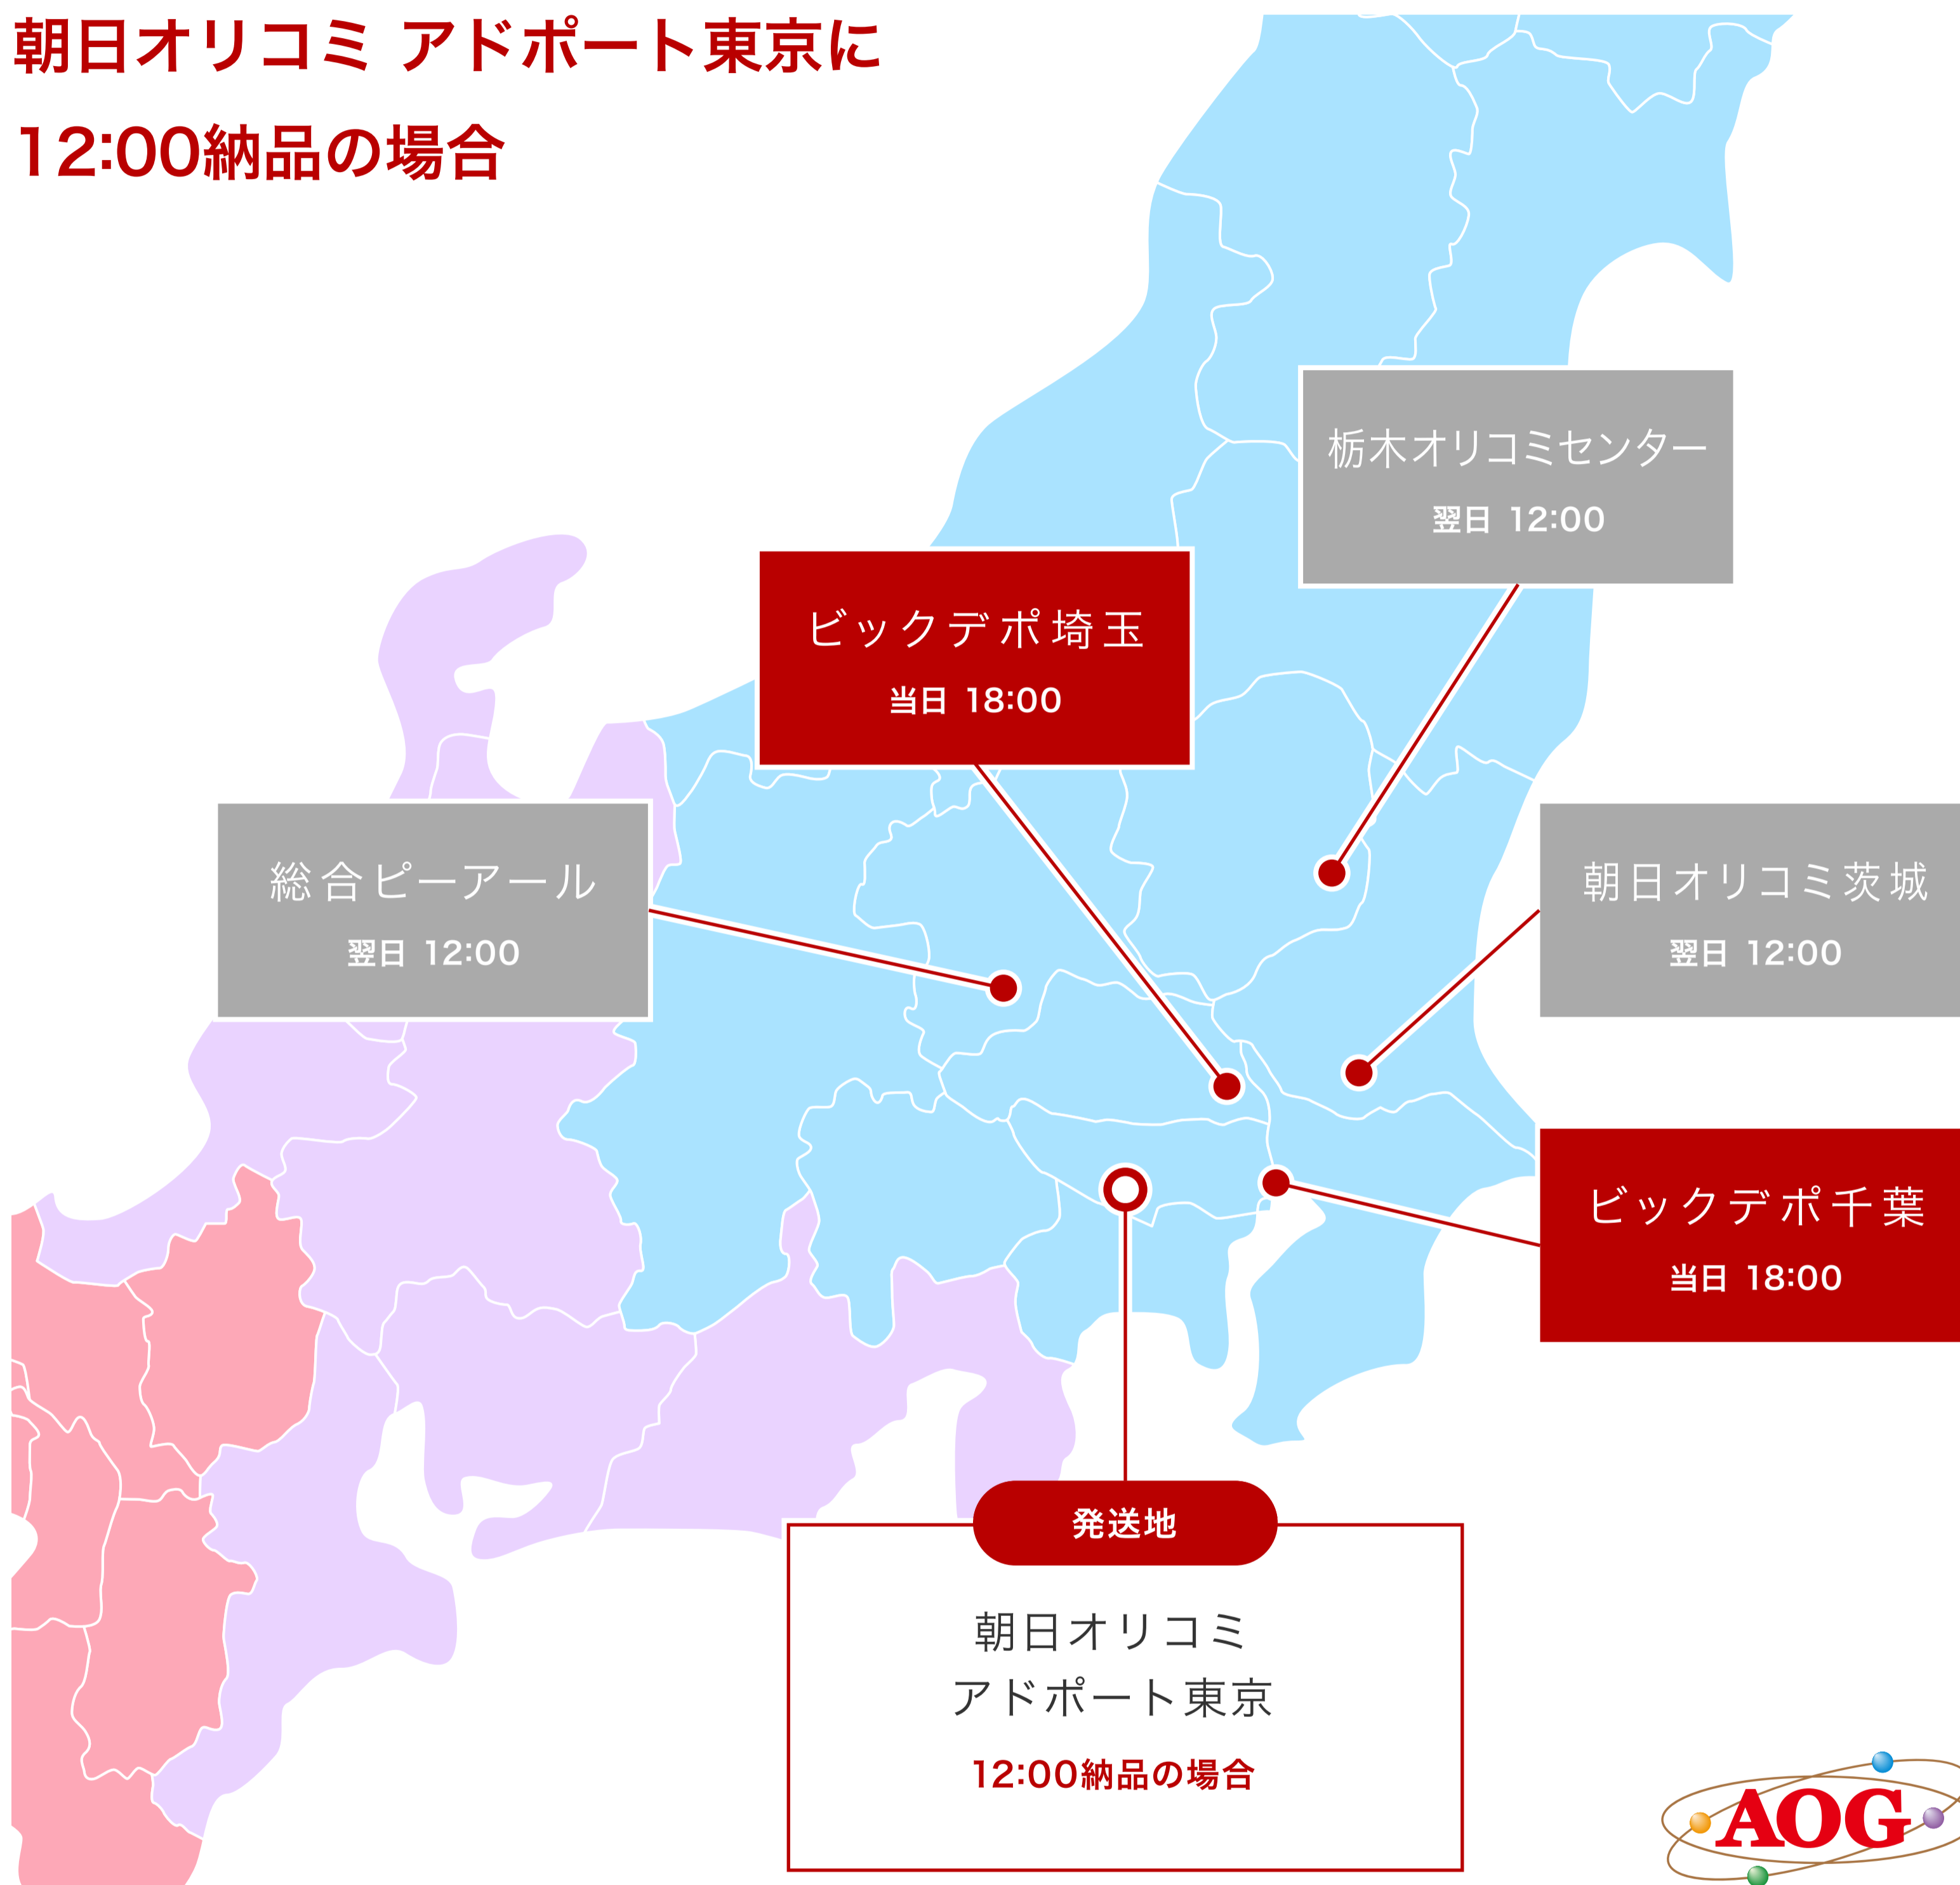 朝日オリコミ アドポート東京に
12:00納品の場合
栃木オリコミセンター
翌日 12:00
ビックデポ埼玉
当日 18:00
総合ピーアール
翌日 12:00
朝日オリコミ茨城
翌日 12:00
ビックデポ千葉
当日 18:00
発送地
朝日オリコミ
アドポート東京
12:00納品の場合
AOG